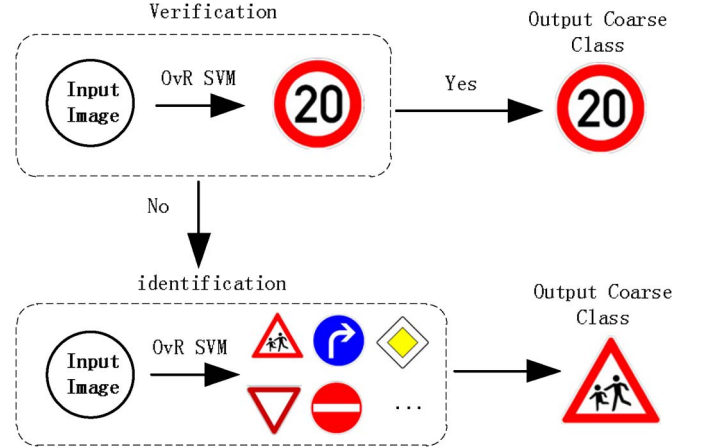 Verification
Output Coarse
Class
Input
Image
OvR SVM
20
Yes
20
No
identification
Output Coarse
Class
Input
Image
OvR SVM
...